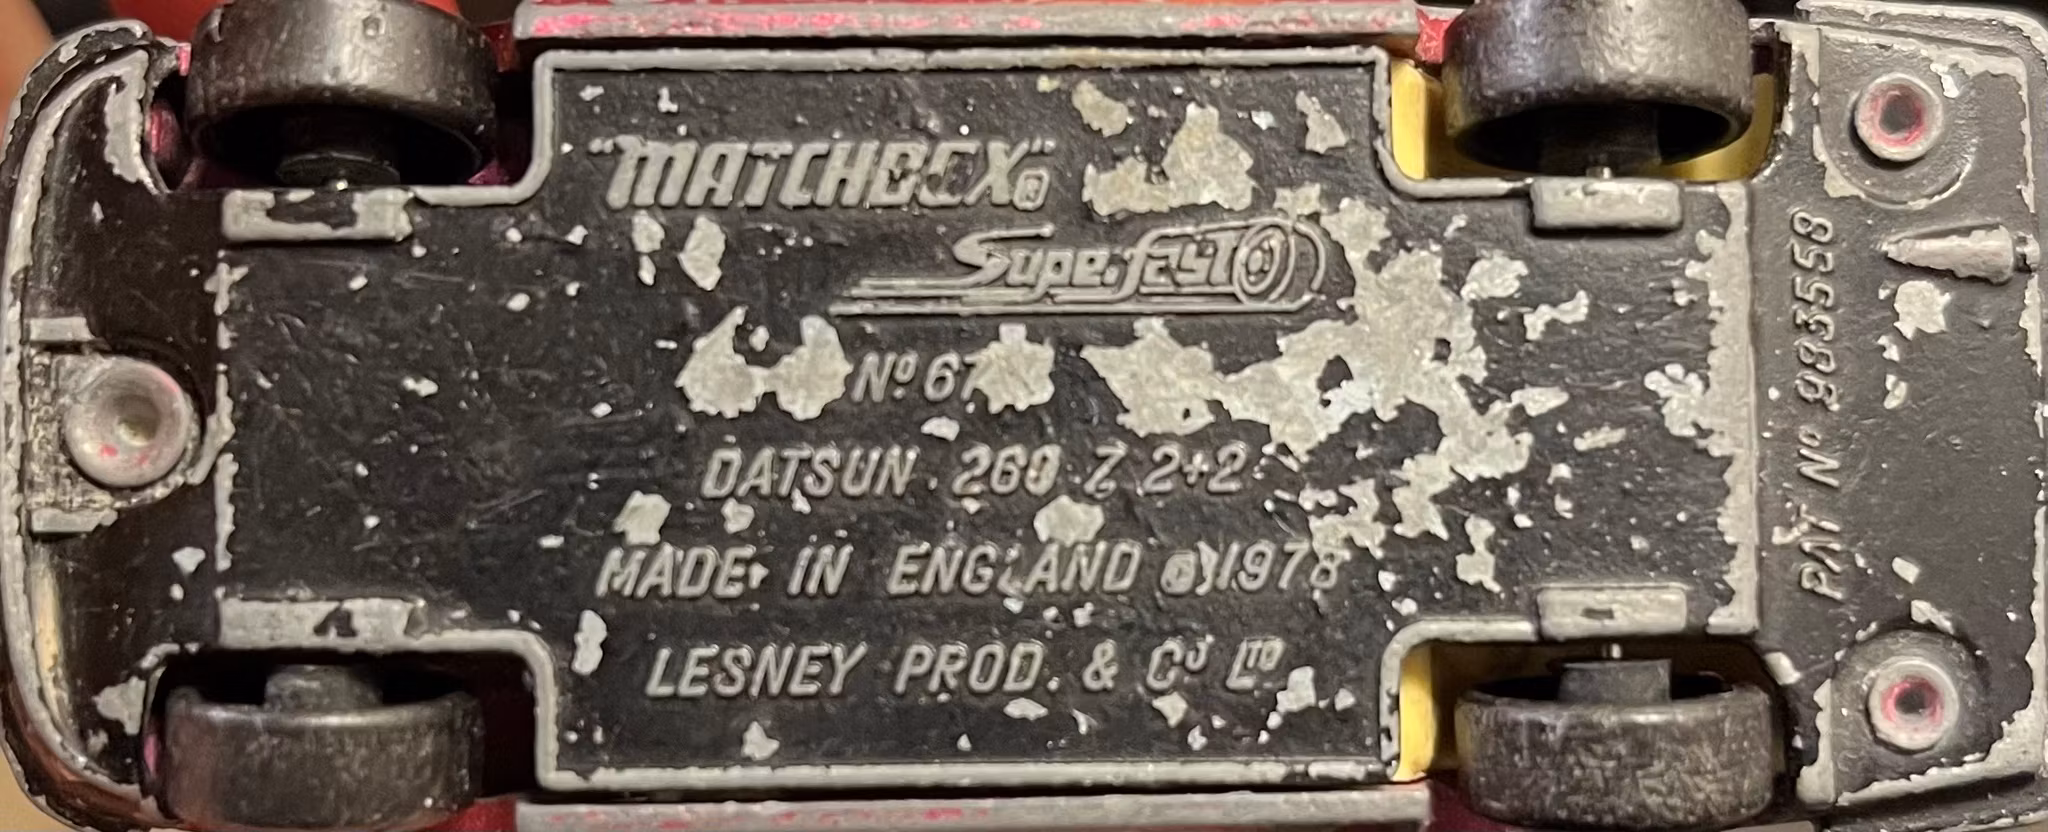 "MATCHBOX"®
Superfast
Nº 67
DATSUN 260 Z 2+2
MADE IN ENGLAND © 1978
LESNEY PROD. & Cº Lᵀᴰ
PAT Nº 983558